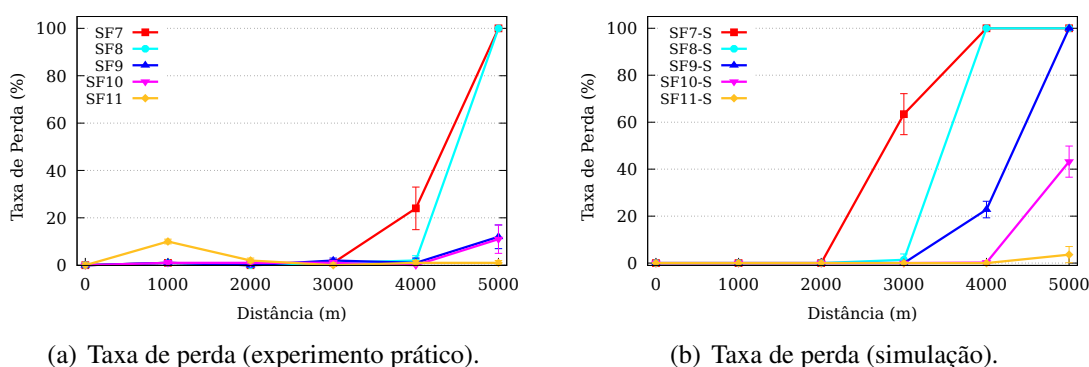 100
80
60
40
20
0
Taxa de Perda (%)
SF7
SF8
SF9
SF10
SF11
0 1000 2000 3000 4000 5000
Distância (m)
(a) Taxa de perda (experimento prático).
100
80
60
40
20
0
Taxa de Perda (%)
SF7-S
SF8-S
SF9-S
SF10-S
SF11-S
0 1000 2000 3000 4000 5000
Distância (m)
(b) Taxa de perda (simulação).